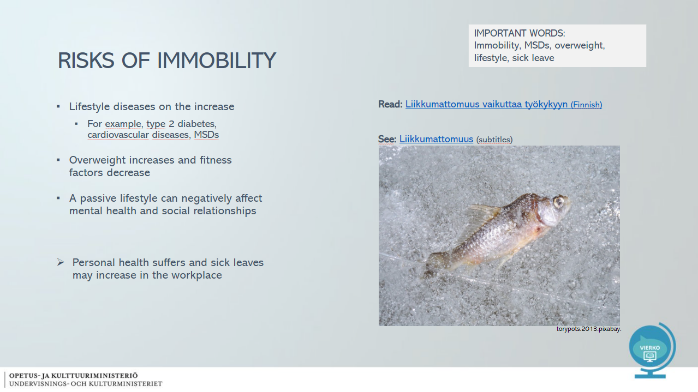 IMPORTANT WORDS:
Immobility, MSDs, overweight,
lifestyle, sick leave
RISKS OF IMMOBILITY
• Lifestyle diseases on the increase
• For example, type 2 diabetes,
cardiovascular diseases, MSDs
• Overweight increases and fitness
factors decrease
• A passive lifestyle can negatively affect
mental health and social relationships
➢ Personal health suffers and sick leaves
may increase in the workplace
Read: Liikkumattomuus vaikuttaa työkykyyn (Finnish)
See: Liikkumattomuus (subtitles)
torypots.2018.pixabay.
VIERKO
OPETUS- JA KULTTUURIMINISTERIÖ
UNDERVISNINGS- OCH KULTURMINISTERIET